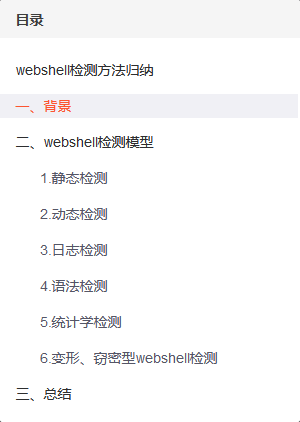 目录
webshell检测方法归纳
一、背景
二、webshell检测模型
1.静态检测
2.动态检测
3.日志检测
4.语法检测
5.统计学检测
6.变形、窃密型webshell检测
三、总结